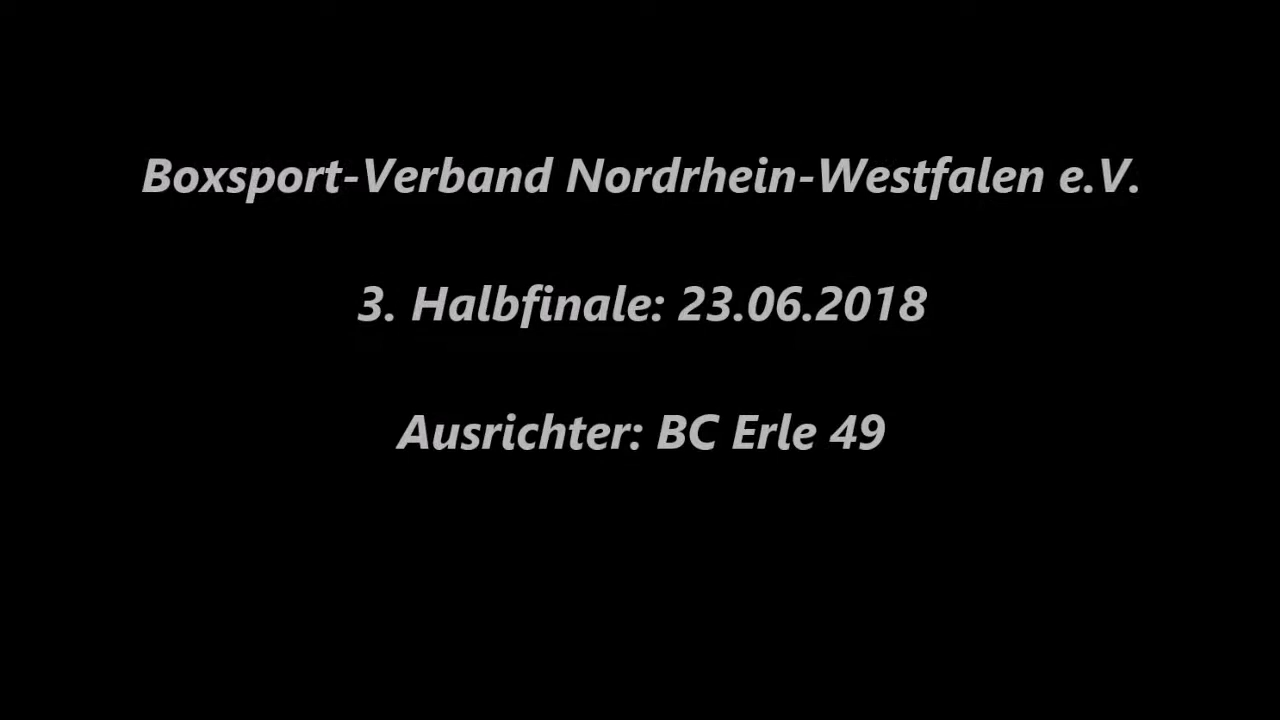 Boxsport-Verband Nordrhein-Westfalen e.V.
3. Halbfinale: 23.06.2018
Ausrichter: BC Erle 49